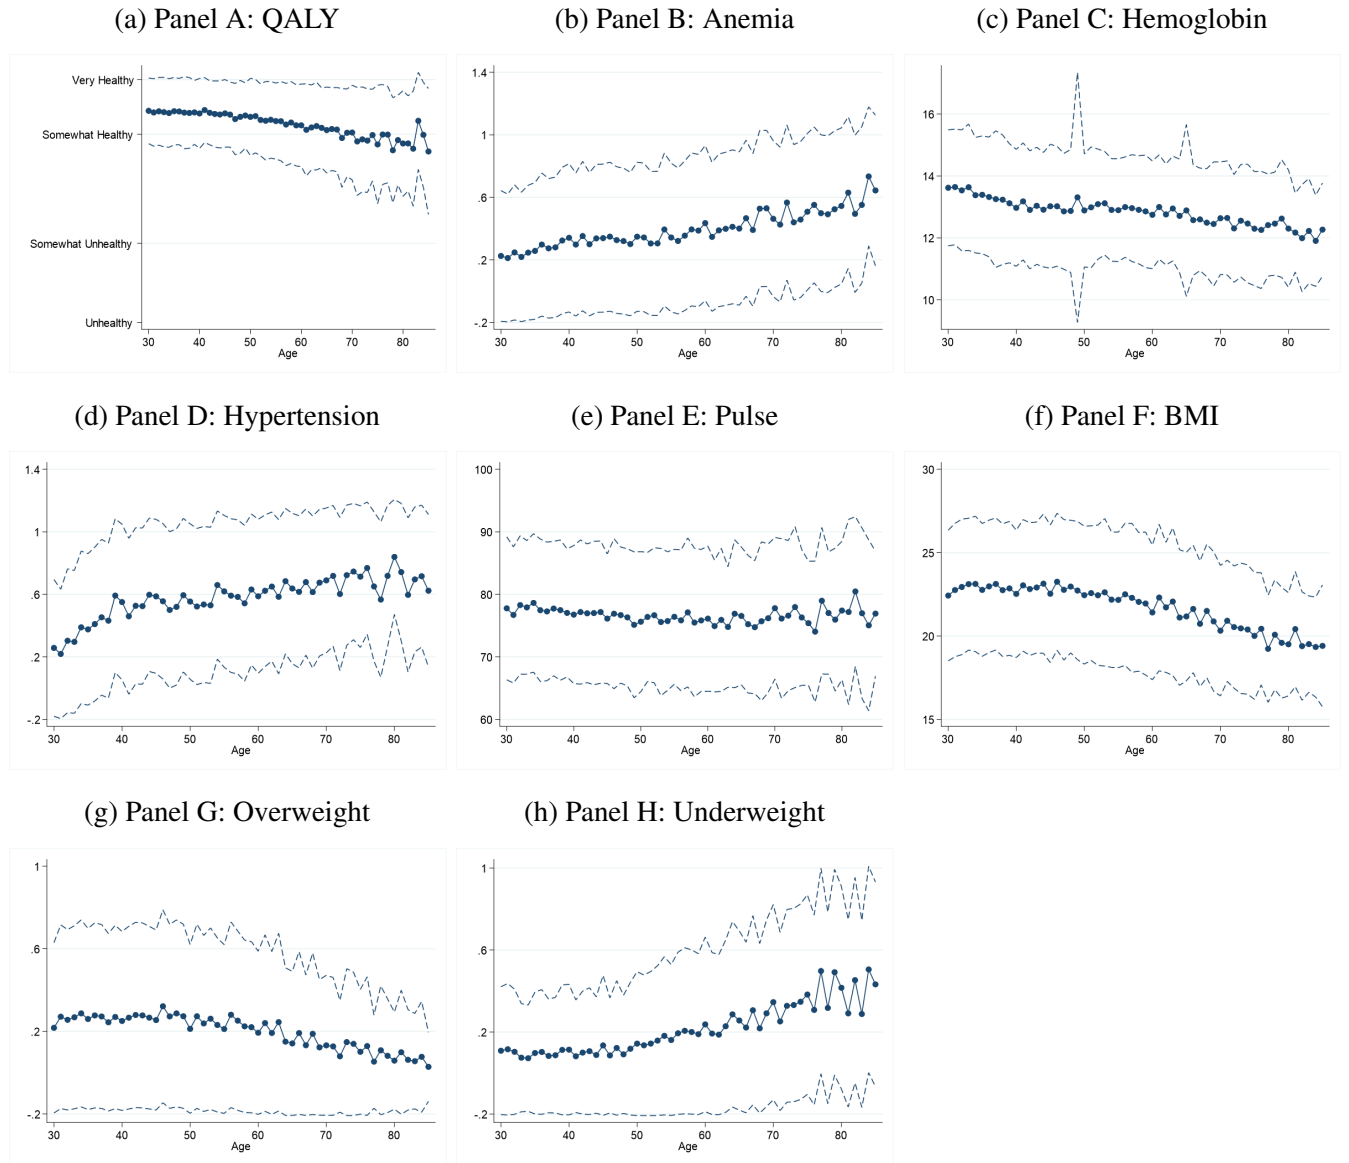 (a) Panel A: QALY
(b) Panel B: Anemia
(c) Panel C: Hemoglobin
Very Healthy
Somewhat Healthy
Somewhat Unhealthy
Unhealthy
30 40 50 60 70 80
Age
1.4
1
.6
.2
-.2
30 40 50 60 70 80
Age
16
14
12
10
30 40 50 60 70 80
Age
(d) Panel D: Hypertension
(e) Panel E: Pulse
(f) Panel F: BMI
1.4
1
.6
.2
-.2
30 40 50 60 70 80
Age
100
90
80
70
60
30 40 50 60 70 80
Age
30
25
20
15
30 40 50 60 70 80
Age
(g) Panel G: Overweight
(h) Panel H: Underweight
1
.6
.2
-.2
30 40 50 60 70 80
Age
1
.6
.2
-.2
30 40 50 60 70 80
Age